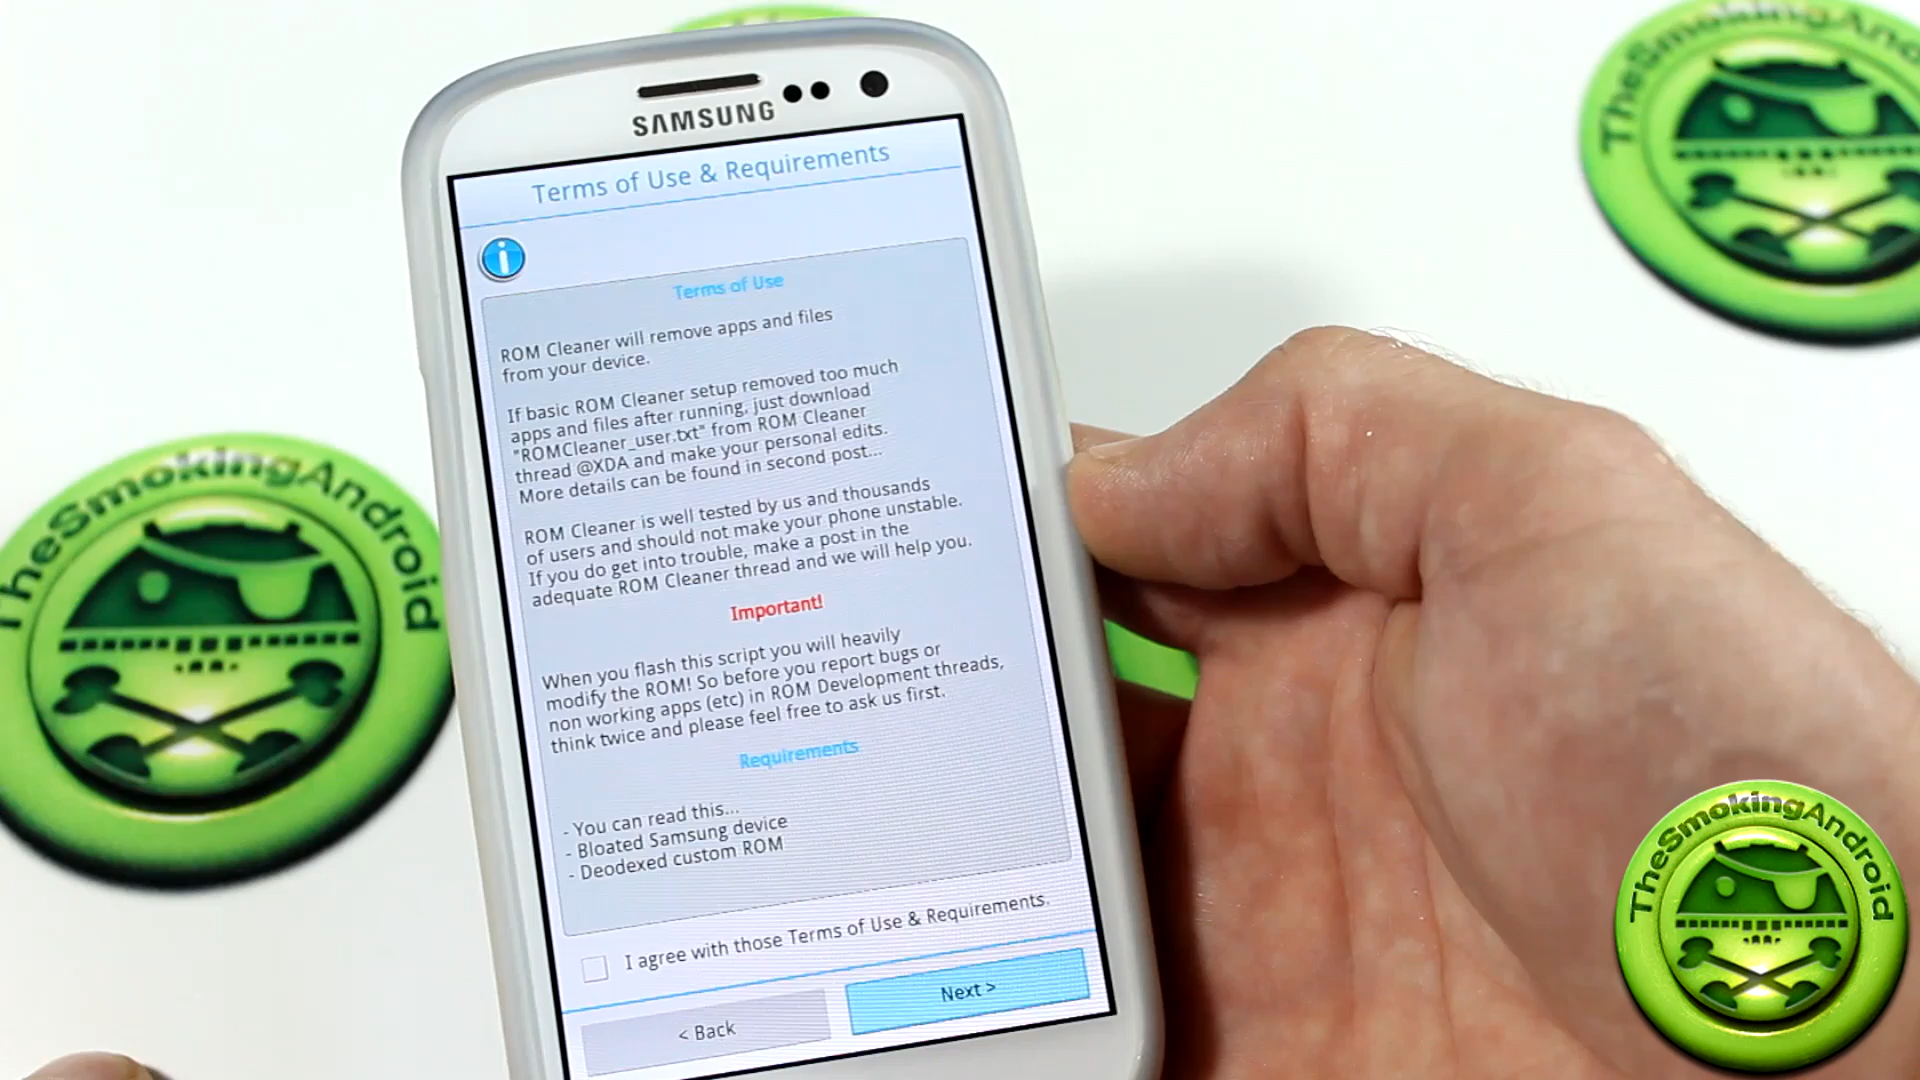 SAMSUNG
Terms of Use & Requirements
Terms of Use
ROM Cleaner will remove apps and files
from your device.
If basic ROM Cleaner setup removed too much
apps and files after running, just download
"ROMCleaner_user.txt" from ROM Cleaner
thread @XDA and make your personal edits.
More details can be found in second post...
ROM Cleaner is well tested by us and thousands
of users and should not make your phone unstable.
If you do get into trouble, make a post in the
adequate ROM Cleaner thread and we will help you.
Important!
When you flash this script you will heavily
modify the ROM! So before you report bugs or
non working apps (etc) in ROM Development threads,
think twice and please feel free to ask us first.
Requirements
- You can read this...
- Bloated Samsung device
- Deodexed custom ROM
I agree with those Terms of Use & Requirements.
< Back
Next >
TheSmokingAndroid
TheSmokingAndroid
TheSmokingAndro